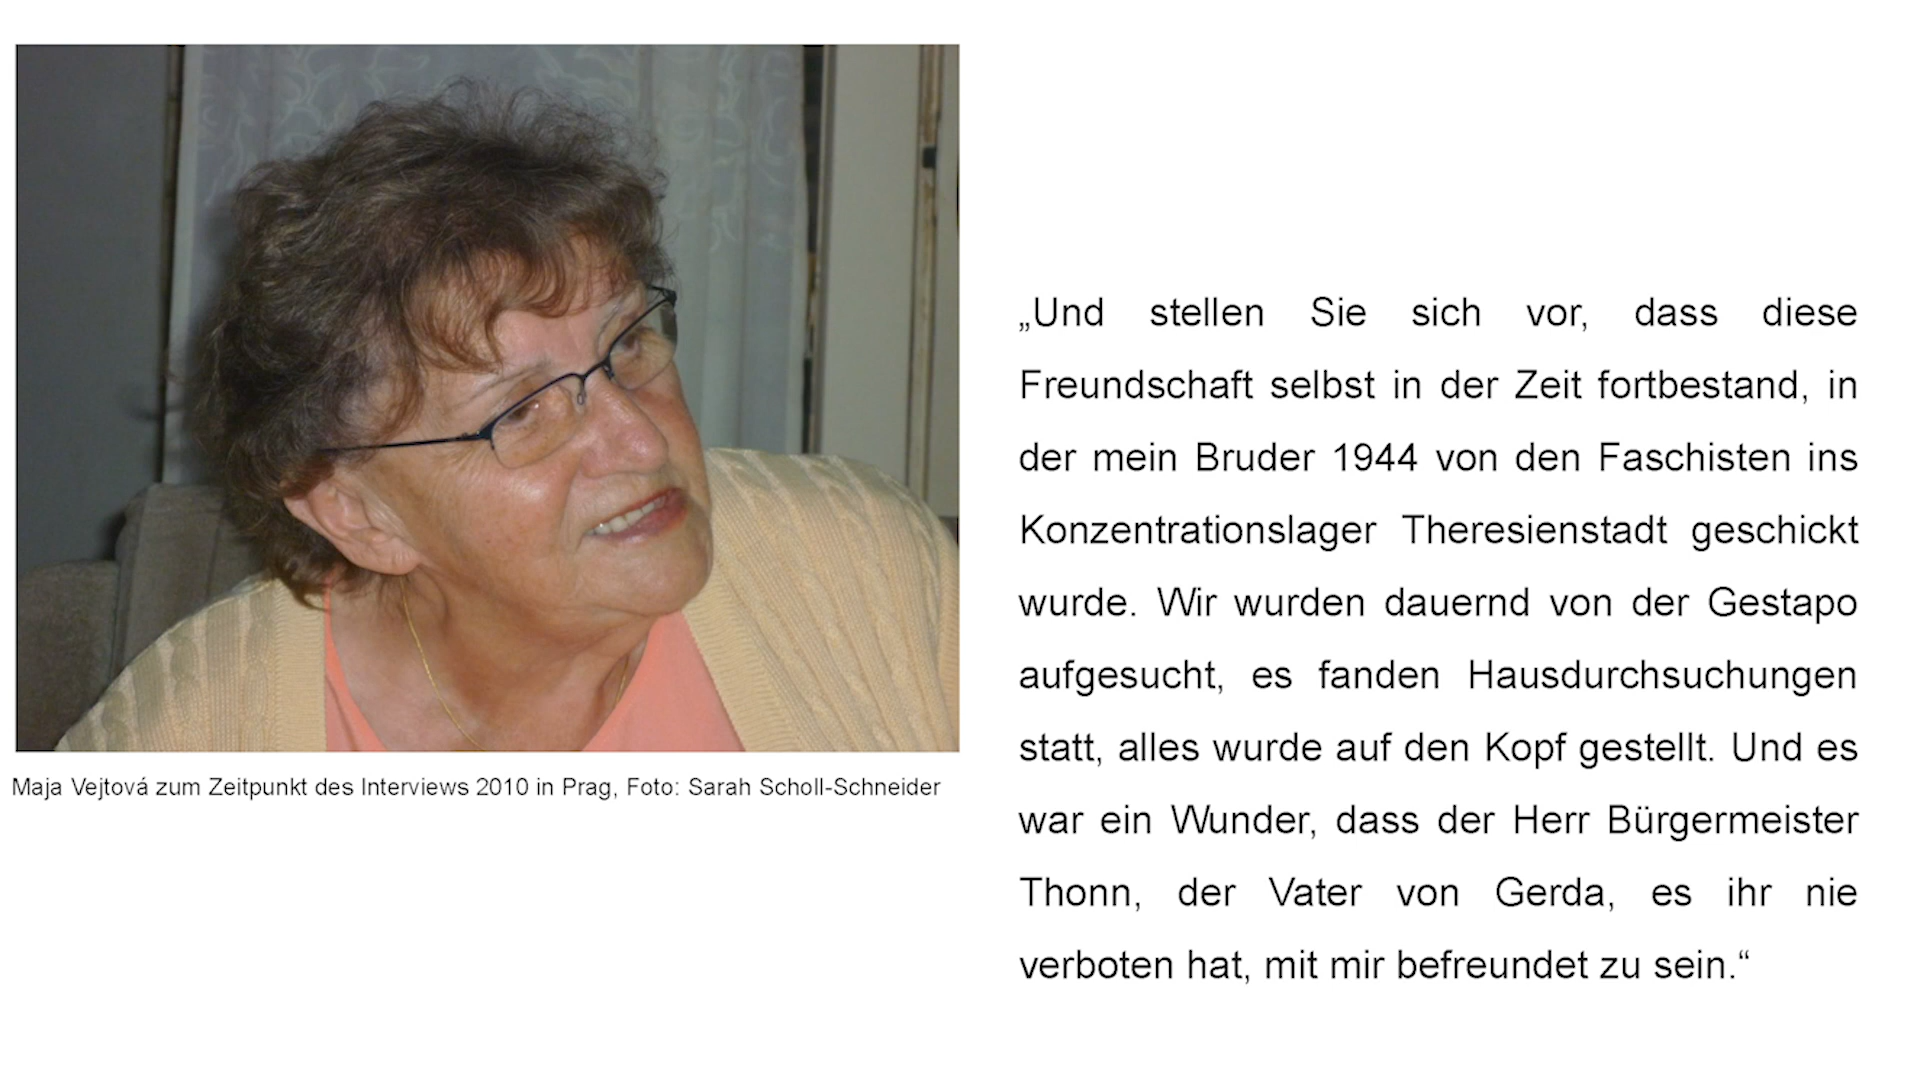 „Und stellen Sie sich vor, dass diese
Freundschaft selbst in der Zeit fortbestand, in
der mein Bruder 1944 von den Faschisten ins
Konzentrationslager Theresienstadt geschickt
wurde. Wir wurden dauernd von der Gestapo
aufgesucht, es fanden Hausdurchsuchungen
statt, alles wurde auf den Kopf gestellt. Und es
war ein Wunder, dass der Herr Bürgermeister
Thonn, der Vater von Gerda, es ihr nie
verboten hat, mit mir befreundet zu sein.“
Maja Vejtová zum Zeitpunkt des Interviews 2010 in Prag, Foto: Sarah Scholl-Schneider